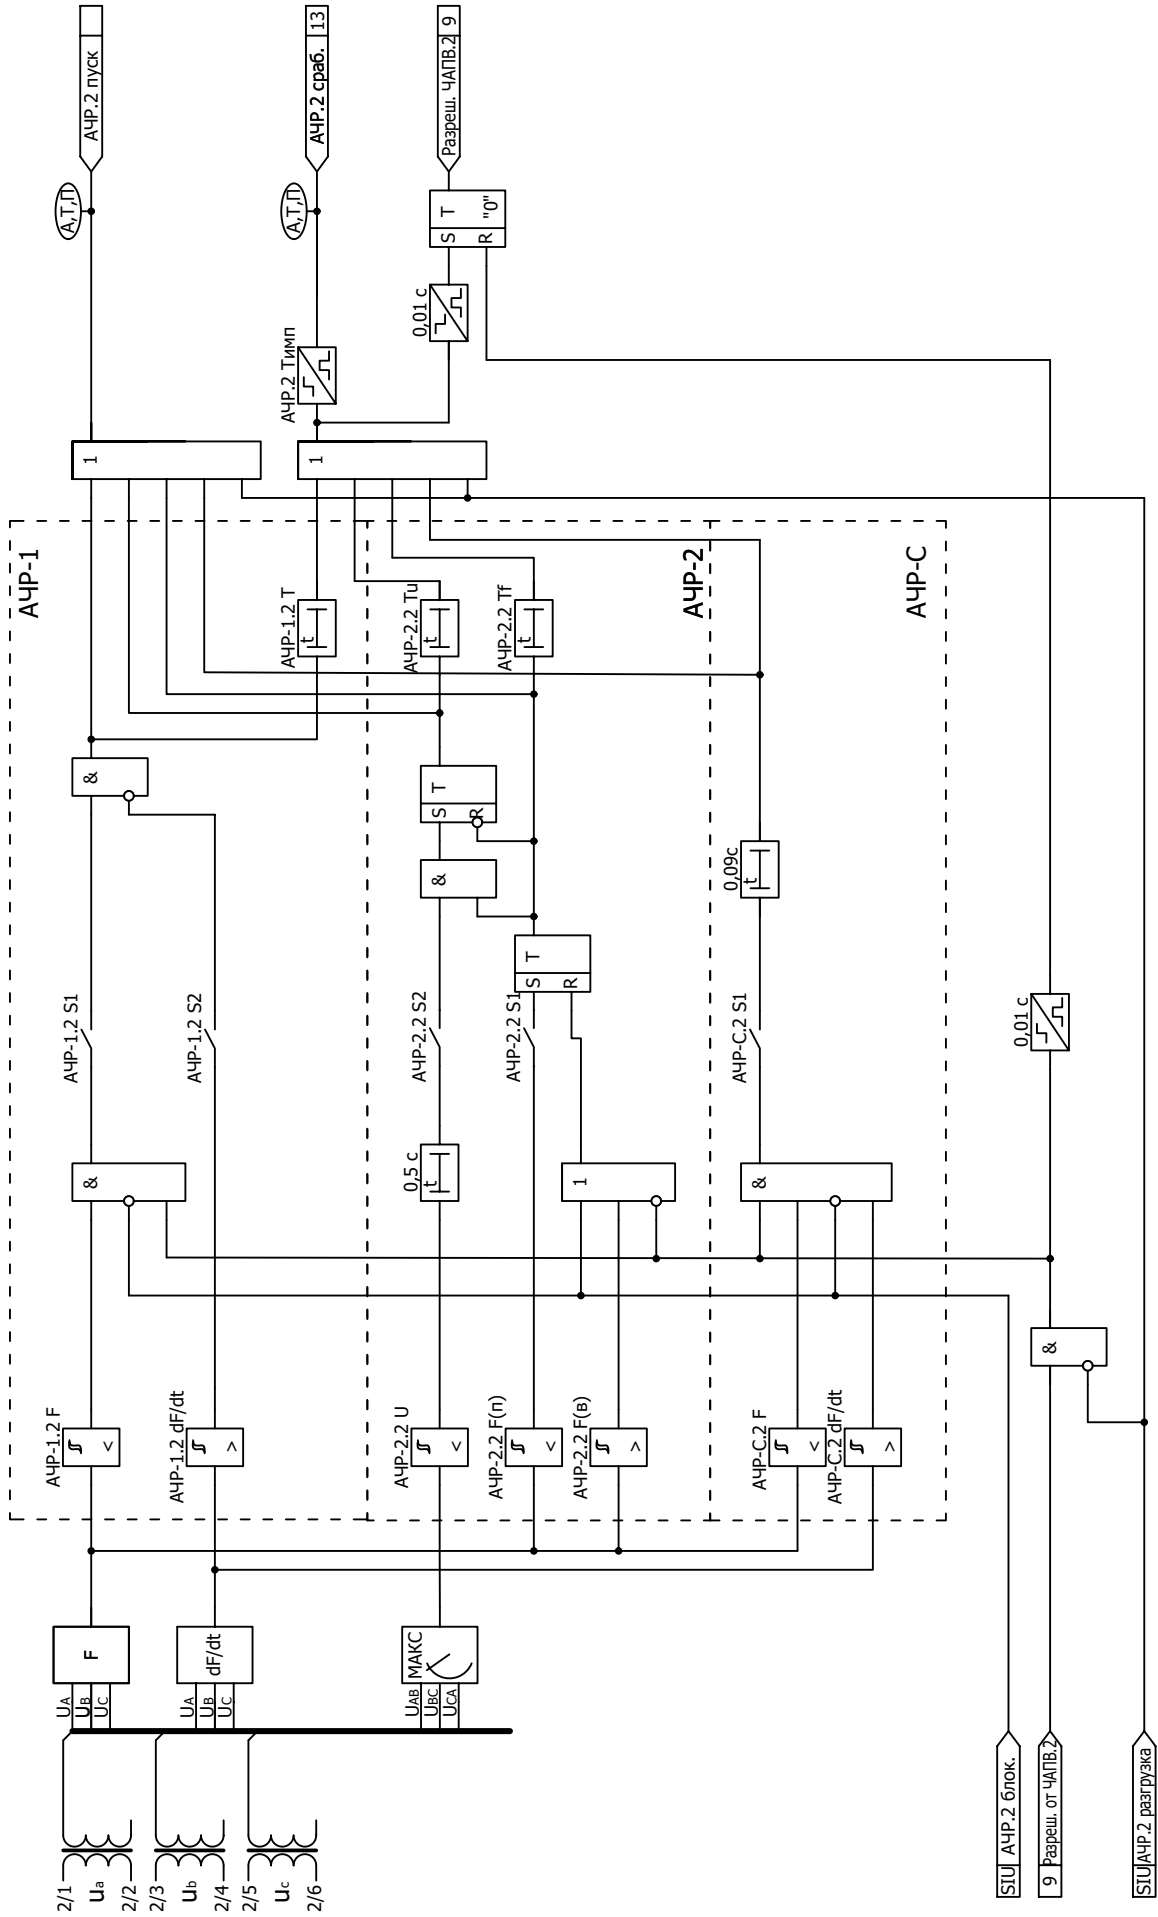 АЧР.2 пуск
АЧР.2 сраб. 13
Разреш. ЧАПВ.2 9
А,Т,П
А,Т,П
Т "0"
S
R
0,01 с
АЧР.2 Тимп
1
1
АЧР-1
АЧР-2
АЧР-С
АЧР-1.2 Т
t
АЧР-2.2 Tu
t
АЧР-2.2 Tf
t
&
S T
R
&
0,09с
t
S T
R
АЧР-1.2 S1
АЧР-1.2 S2
АЧР-2.2 S2
АЧР-2.2 S1
АЧР-С.2 S1
0,01 с
&
0,5 с
t
1
&
&
АЧР-1.2 F
<
АЧР-1.2 dF/dt
>
АЧР-2.2 U
<
АЧР-2.2 F(п)
<
АЧР-2.2 F(в)
>
АЧР-С.2 F
<
АЧР-С.2 dF/dt
>
F
UA
UB
UC
dF/dt
UA
UB
UC
МАКС
UAB
UBC
UCA
2/1
ua
2/2
2/3
ub
2/4
2/5
uc
2/6
SIU АЧР.2 блок.
9 Разреш. от ЧАПВ.2
SIU АЧР.2 разгрузка